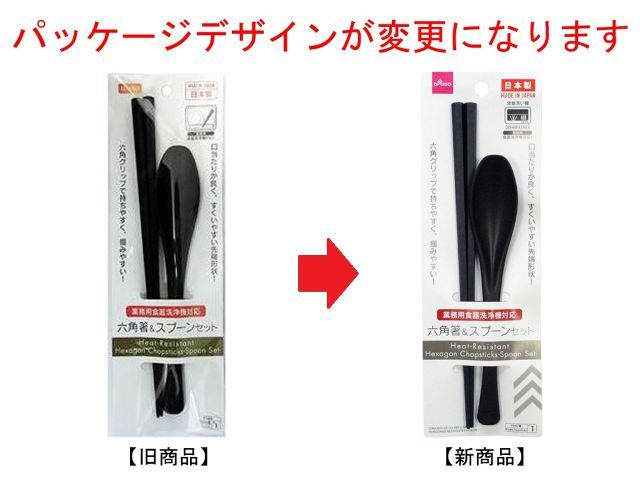 パッケージデザインが変更になります
MADE IN JAPAN
日本製
口当たりが良く、すくいやすい先端形状！
六角グリップで持ちやすく、掴みやすい！
業務用食器洗浄機対応
六角箸&スプーンセット
Heat-Resistant
Hexagon Chopsticks・Spoon Set
【旧商品】
DAISO
日本製
MADE IN JAPAN
口当たりが良く、すくいやすい先端形状！
六角グリップで持ちやすく、掴みやすい！
業務用食器洗浄機対応
六角箸&スプーンセット
Heat-Resistant
Hexagon Chopsticks・Spoon Set
1
【新商品】